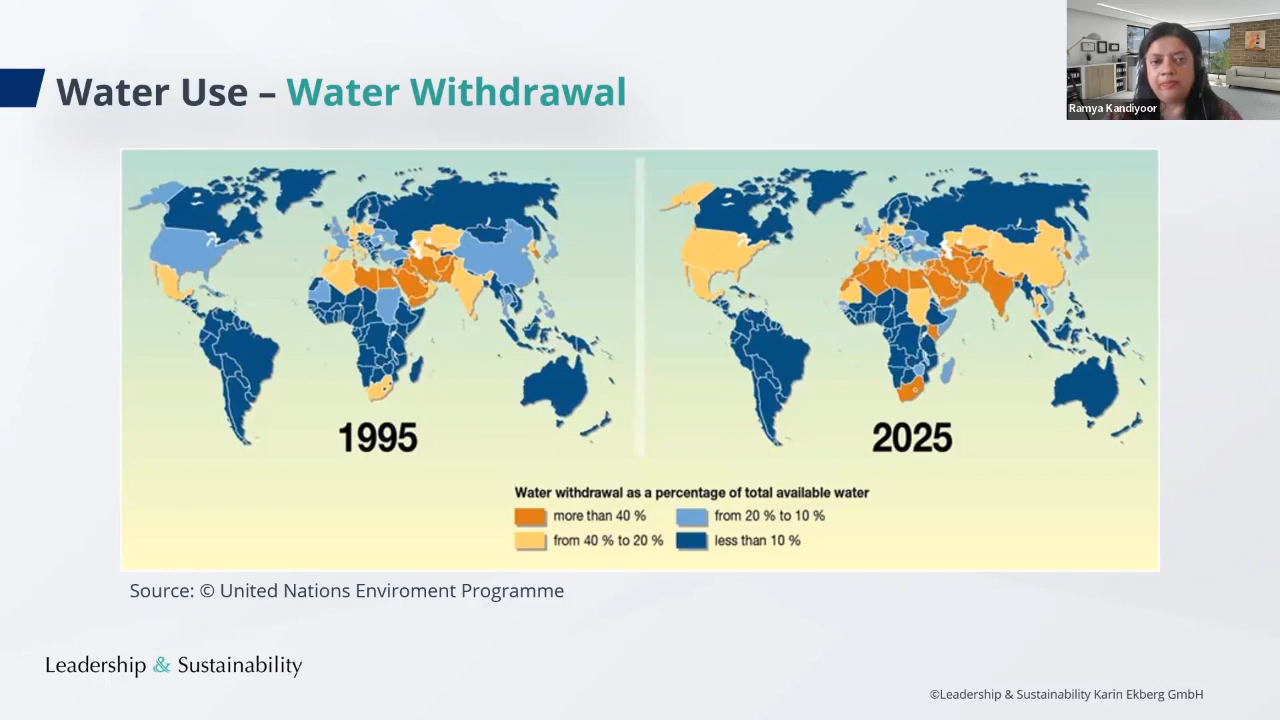 Water Use – Water Withdrawal
Ramya Kandiyoor
1995
2025
Water withdrawal as a percentage of total available water
more than 40 %
from 20 % to 10 %
from 40 % to 20 %
less than 10 %
Source: © United Nations Enviroment Programme
Leadership & Sustainability
©Leadership & Sustainability Karin Ekberg GmbH